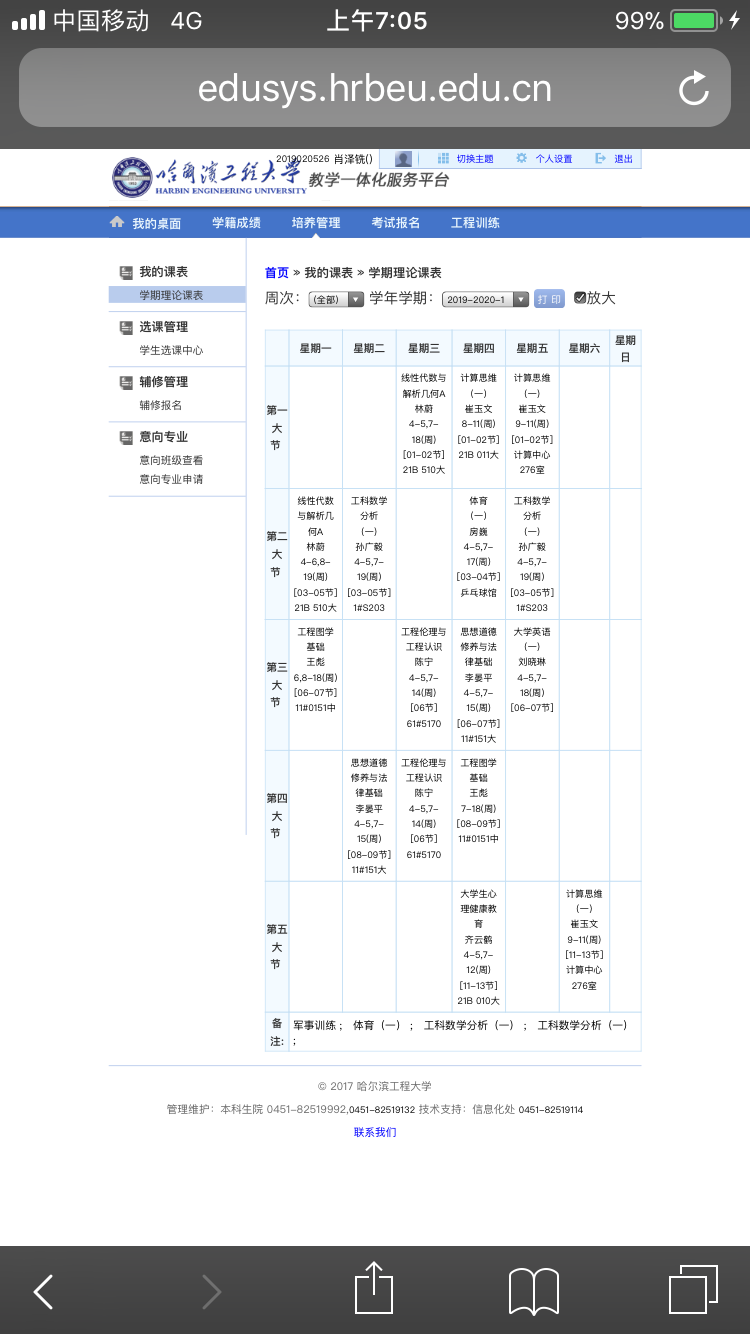 中国移动 4G 上午7:05 99%
edusys.hrbeu.edu.cn
2019020526 肖泽铣() 切换主题 个人设置 退出
哈尔滨工程大学
HARBIN ENGINEERING UNIVERSITY
教学一体化服务平台
我的桌面 学籍成绩 培养管理 考试报名 工程训练
我的课表
学期理论课表
选课管理
学生选课中心
辅修管理
辅修报名
意向专业
意向班级查看
意向专业申请
首页 » 我的课表 » 学期理论课表
周次: (全部) 学年学期: 2019-2020-1 打 印 放大
星期一 星期二 星期三 星期四 星期五 星期六 星期
日
第一
大
节
线性代数与
解析几何A
林蔚
4-5,7-
18(周)
[01-02节]
21B 510大
计算思维
(一)
崔玉文
8-11(周)
[01-02节]
21B 011大
计算思维
(一)
崔玉文
9-11(周)
[01-02节]
计算中心
276室
第二
大
节
线性代数
与解析几
何A
林蔚
4-6,8-
19(周)
[03-05节]
21B 510大
工科数学
分析
(一)
孙广毅
4-5,7-
19(周)
[03-05节]
1#S203
体育
(一)
房巍
4-5,7-
17(周)
[03-04节]
乒乓球馆
工科数学
分析
(一)
孙广毅
4-5,7-
19(周)
[03-05节]
1#S203
第三
大
节
工程图学
基础
王彪
6,8-18(周)
[06-07节]
11#0151中
工程伦理与
工程认识
陈宁
4-5,7-
14(周)
[06节]
61#5170
思想道德
修养与法
律基础
李晏平
4-5,7-
15(周)
[06-07节]
11#151大
大学英语
(一)
刘晓琳
4-5,7-
18(周)
[06-07节]
第四
大
节
思想道德
修养与法
律基础
李晏平
4-5,7-
15(周)
[08-09节]
11#151大
工程伦理与
工程认识
陈宁
4-5,7-
14(周)
[06节]
61#5170
工程图学
基础
王彪
7-18(周)
[08-09节]
11#0151中
第五
大
节
大学生心
理健康教
育
齐云鹤
4-5,7-
12(周)
[11-13节]
21B 010大
计算思维
(一)
崔玉文
9-11(周)
[11-13节]
计算中心
276室
备
注:
军事训练; 体育(一) ; 工科数学分析(一) ; 工科数学分析(一)
;
© 2017 哈尔滨工程大学
管理维护: 本科生院 0451-82519992,0451-82519132 技术支持: 信息化处 0451-82519114
联系我们